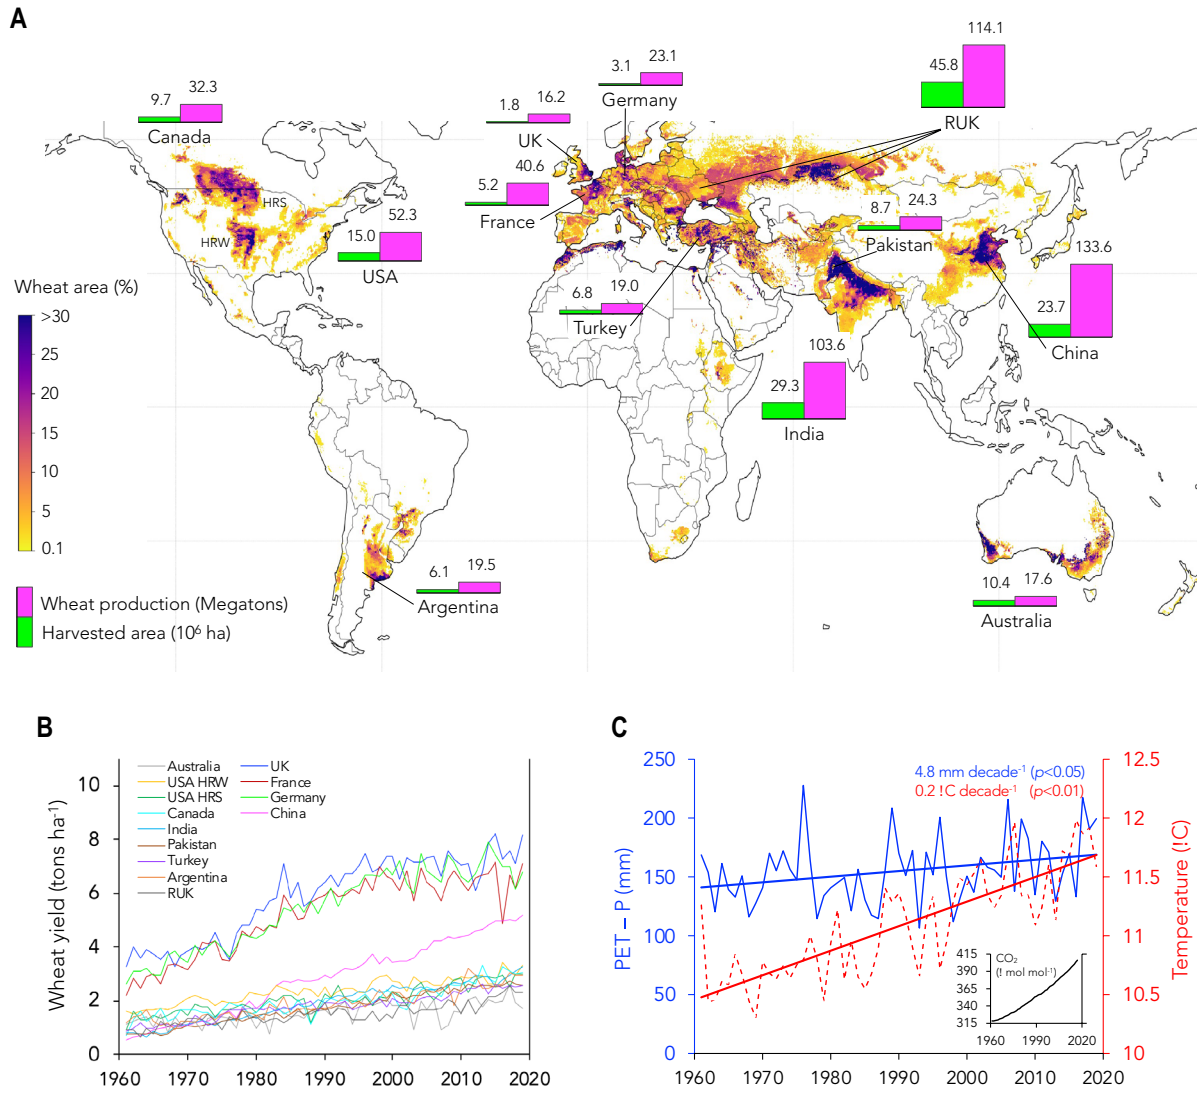 A
114.1
45.8
RUK
23.1
3.1
Germany
16.2
1.8
UK
32.3
9.7
Canada
40.6
5.2
France
HRS
HRW
52.3
15.0
USA
24.3
8.7
Pakistan
133.6
23.7
China
19.0
6.8
Turkey
103.6
29.3
India
Wheat area (%)
>30
25
20
15
10
5
0.1
19.5
6.1
Argentina
17.6
10.4
Australia
Wheat production (Megatons)
Harvested area (10⁶ ha)
B
Wheat yield (tons ha⁻¹)
10
8
6
4
2
0
1960 1970 1980 1990 2000 2010 2020
Australia
USA HRW
USA HRS
Canada
India
Pakistan
Turkey
Argentina
RUK
UK
France
Germany
China
C
PET – P (mm)
250
200
150
100
50
0
4.8 mm decade⁻¹ (p<0.05)
0.2 !C decade⁻¹ (p<0.01)
12.5
12
11.5
11
10.5
10
Temperature (!C)
1960 1970 1980 1990 2000 2010 2020
CO₂
(! mol mol⁻¹)
415
390
365
340
315
1960 1990 2020